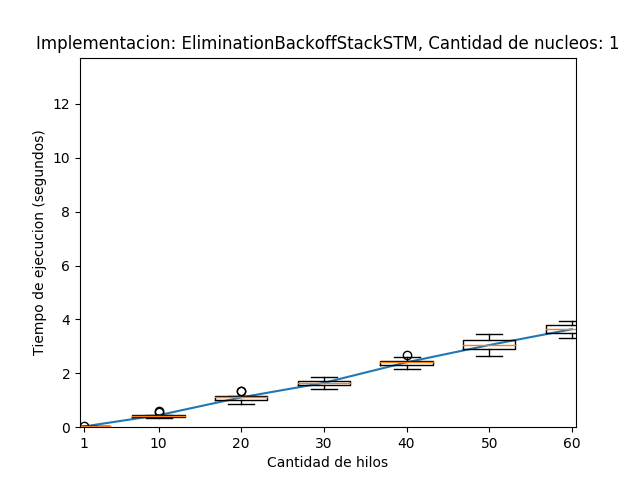 Implementacion: EliminationBackoffStackSTM, Cantidad de nucleos: 1
Tiempo de ejecucion (segundos)
12
10
8
6
4
2
0
1 10 20 30 40 50 60
Cantidad de hilos